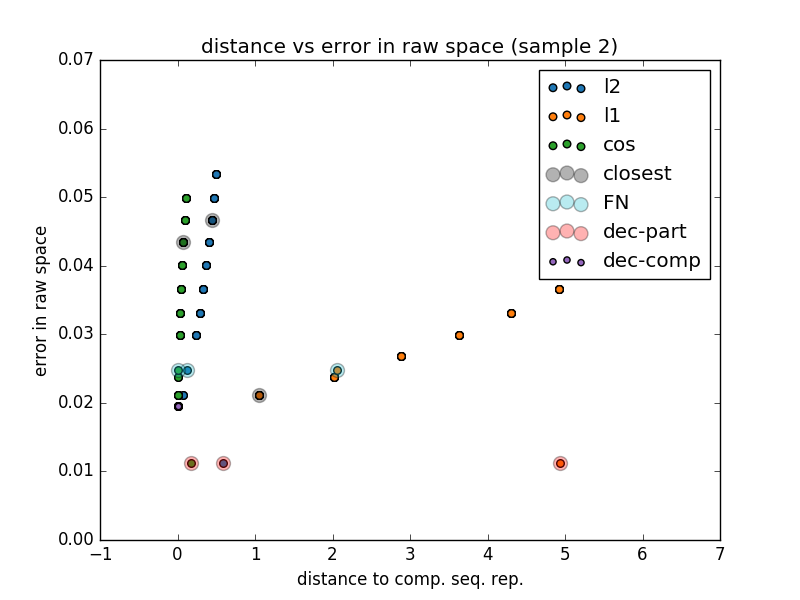 distance vs error in raw space (sample 2)
0.07
0.06
0.05
0.04
0.03
0.02
0.01
0.00
error in raw space
l2
l1
cos
closest
FN
dec-part
dec-comp
−1 0 1 2 3 4 5 6 7
distance to comp. seq. rep.